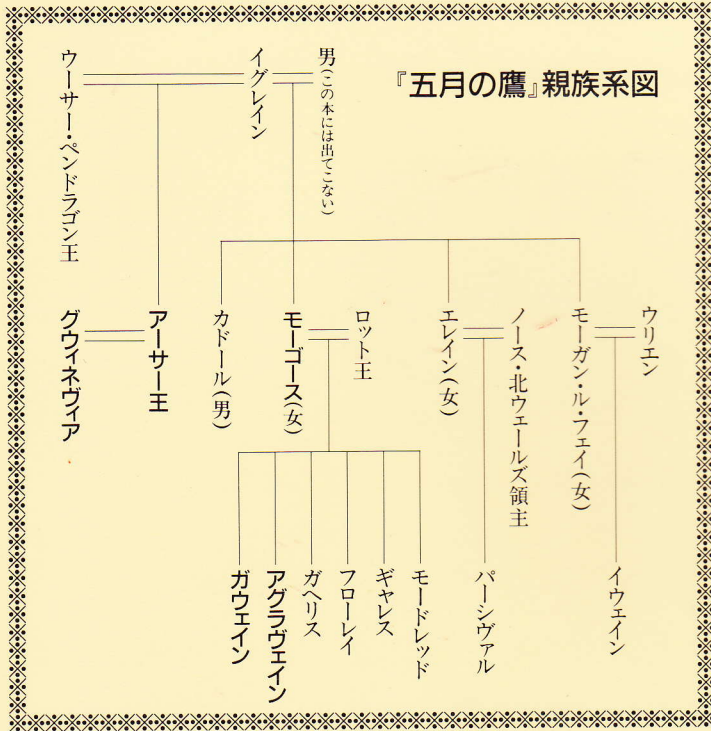 『五月の鷹』親族系図
男(この本には出てこない)
イグレイン
ウーサー・ペンドラゴン王
ウリエン
モーガン・ル・フェイ(女)
ノース・北ウェールズ領主
エレイン(女)
ロット王
モーゴース(女)
カドール(男)
アーサー王
グウィネヴィア
イウェイン
パーシヴァル
モードレッド
ギャレス
フローレイ
ガヘリス
アグラヴェイン
ガウェイン